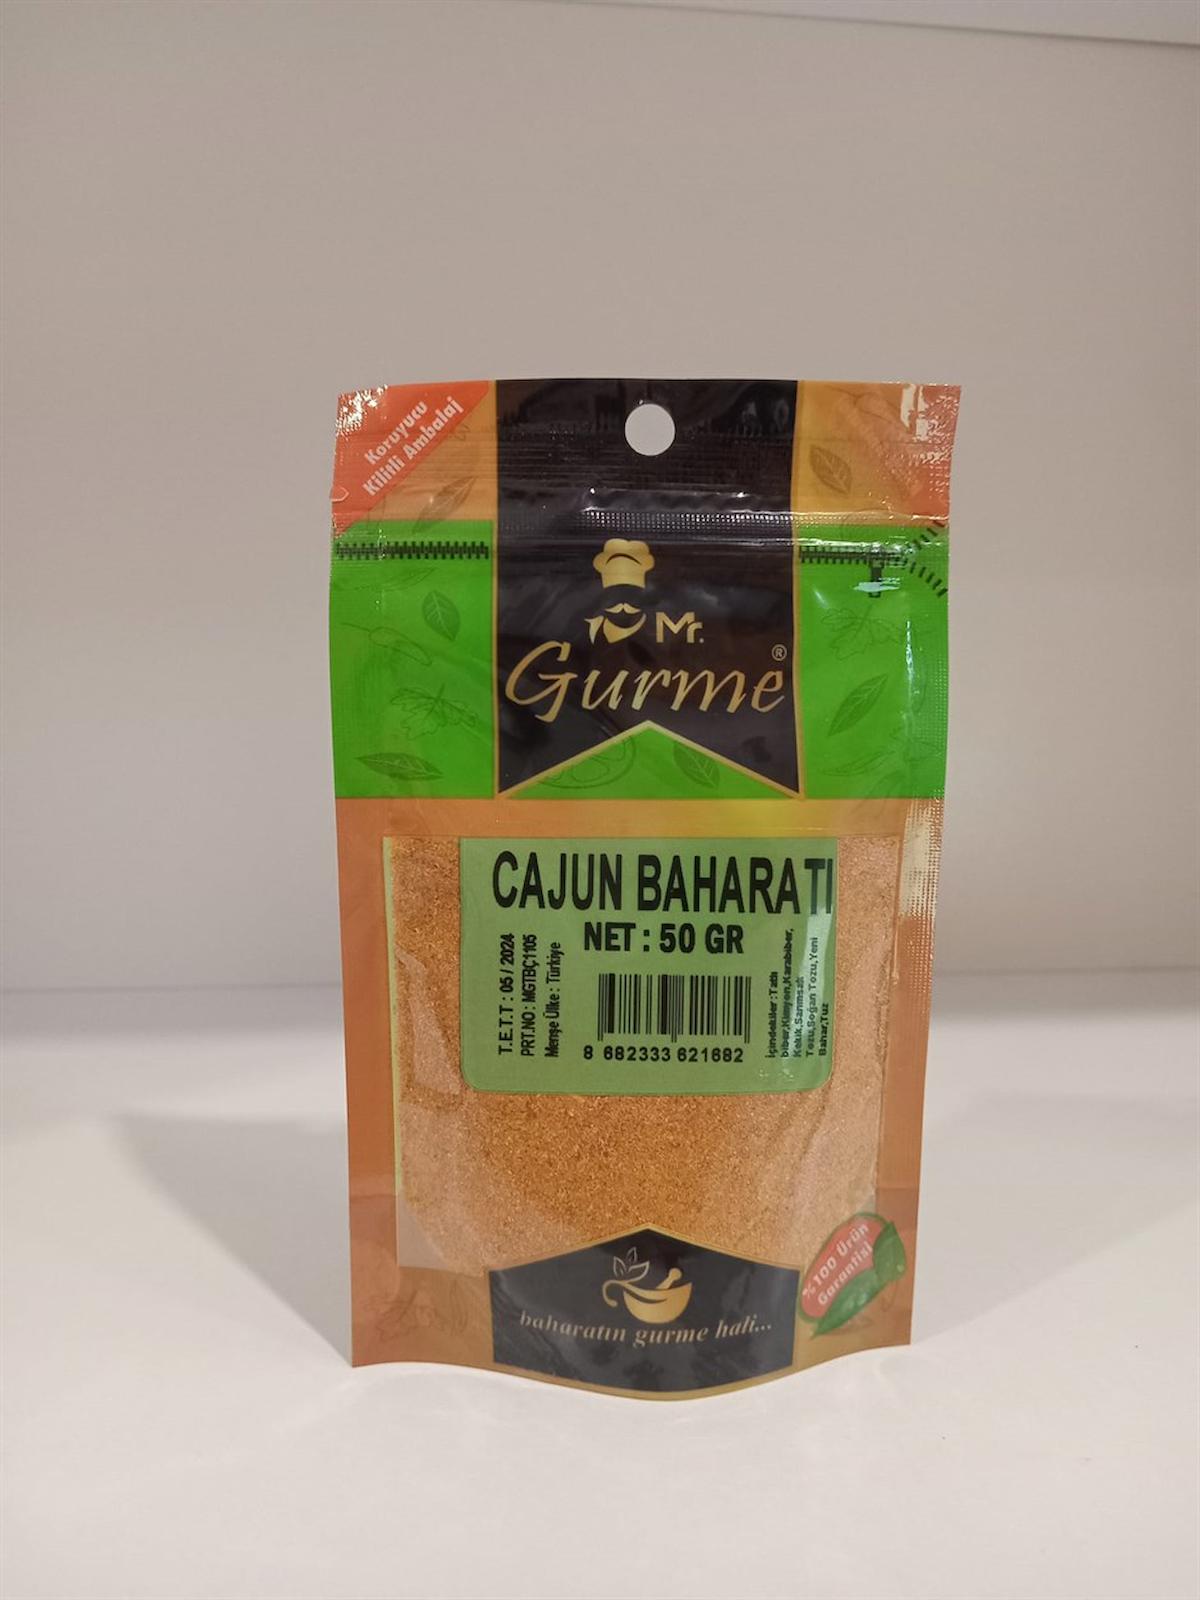 Koruyucu
Kilitli Ambalaj
Mr.
Gurme®
CAJUN BAHARATI
NET : 50 GR
T.E.T.T : 05 / 2024
PRT.NO : MGTBÇ1105
Menşe Ülke : Türkiye
8 682333 621682
İçindekiler:Tatlı
biber,Kimyon,Karabiber,
Kekik,Sarımsak
Tozu,Soğan Tozu,Yeni
Bahar,Tuz
%100 Ürün
Garantisi
baharatın gurme hali...